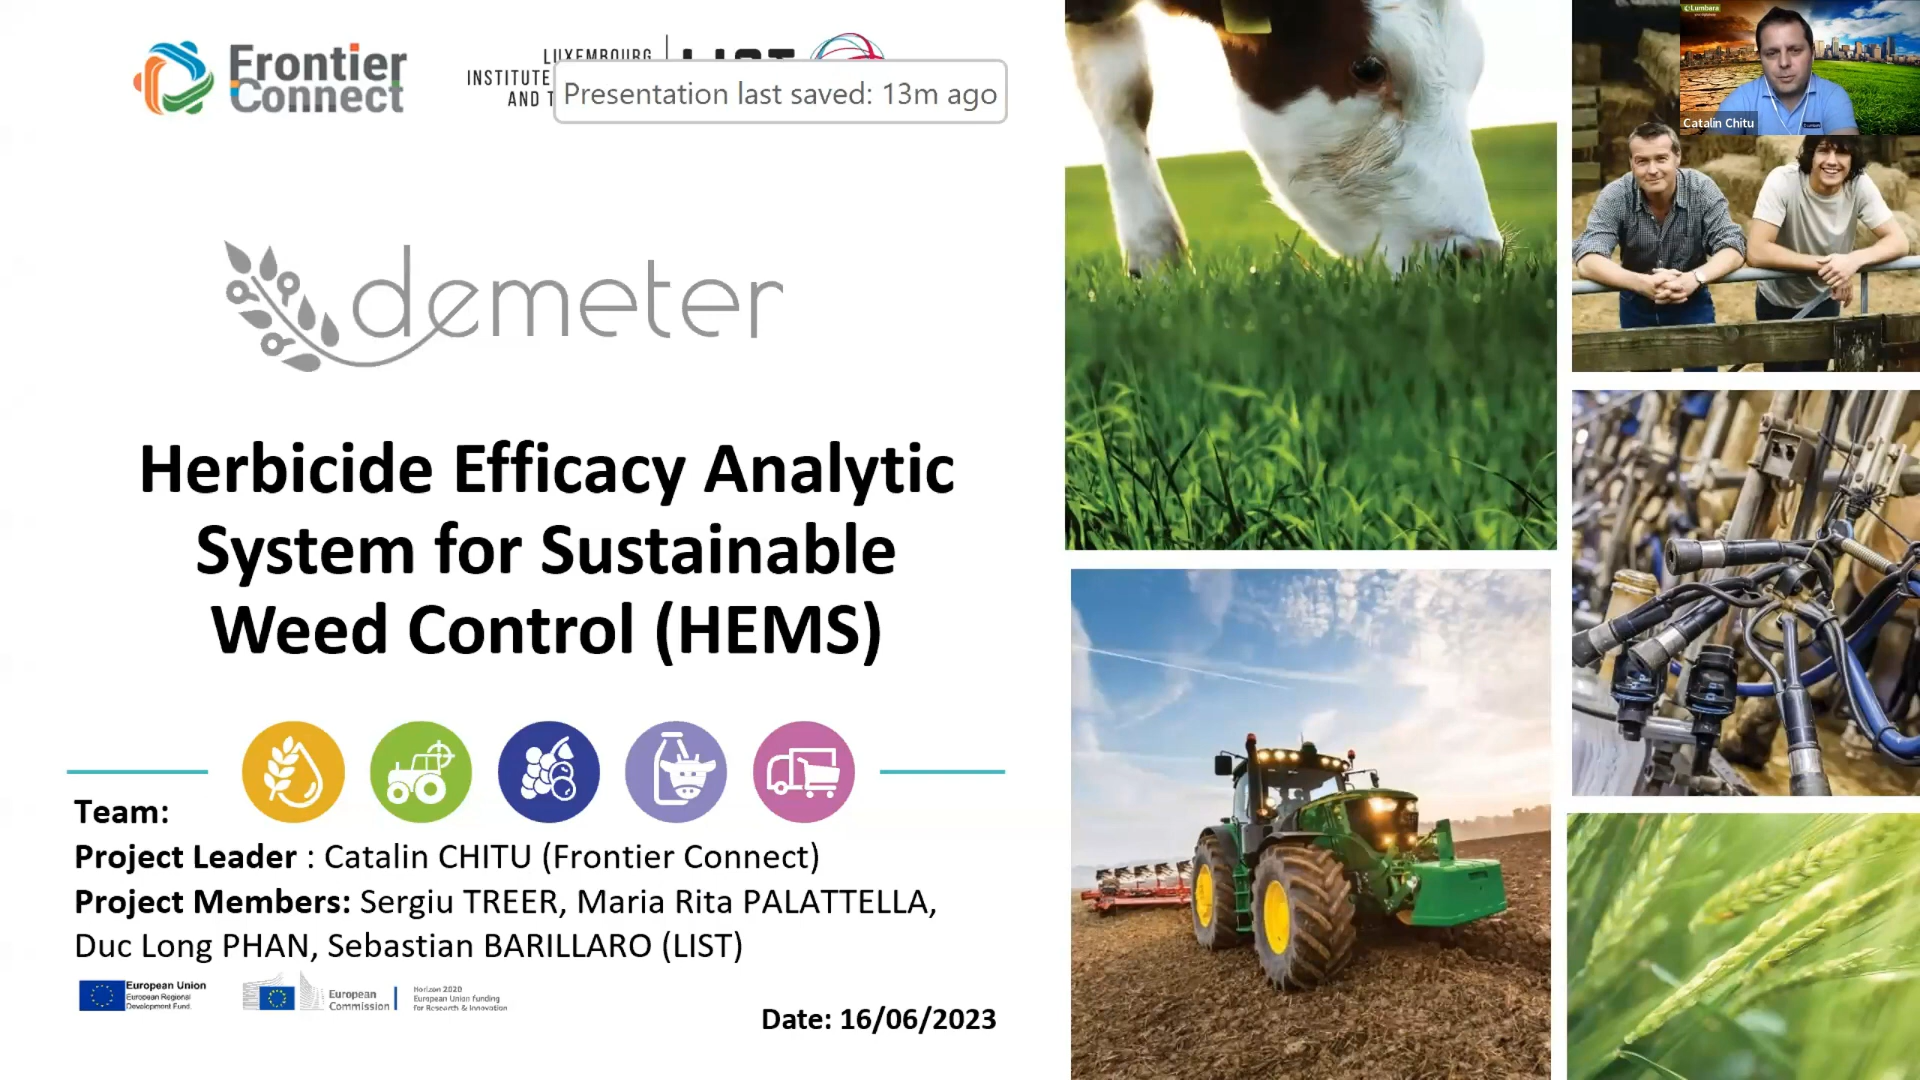 Frontier
Connect
LUXEMBOURG
INSTITUTE
AND T
LIST
Presentation last saved: 13m ago
Lumbara
Catalin Chitu
demeter
Herbicide Efficacy Analytic
System for Sustainable
Weed Control (HEMS)
Team:
Project Leader : Catalin CHITU (Frontier Connect)
Project Members: Sergiu TREER, Maria Rita PALATTELLA,
Duc Long PHAN, Sebastian BARILLARO (LIST)
European Union
European Regional
Development Fund.
European
Commission
Horizon 2020
European Union funding
for Research & Innovation
Date: 16/06/2023